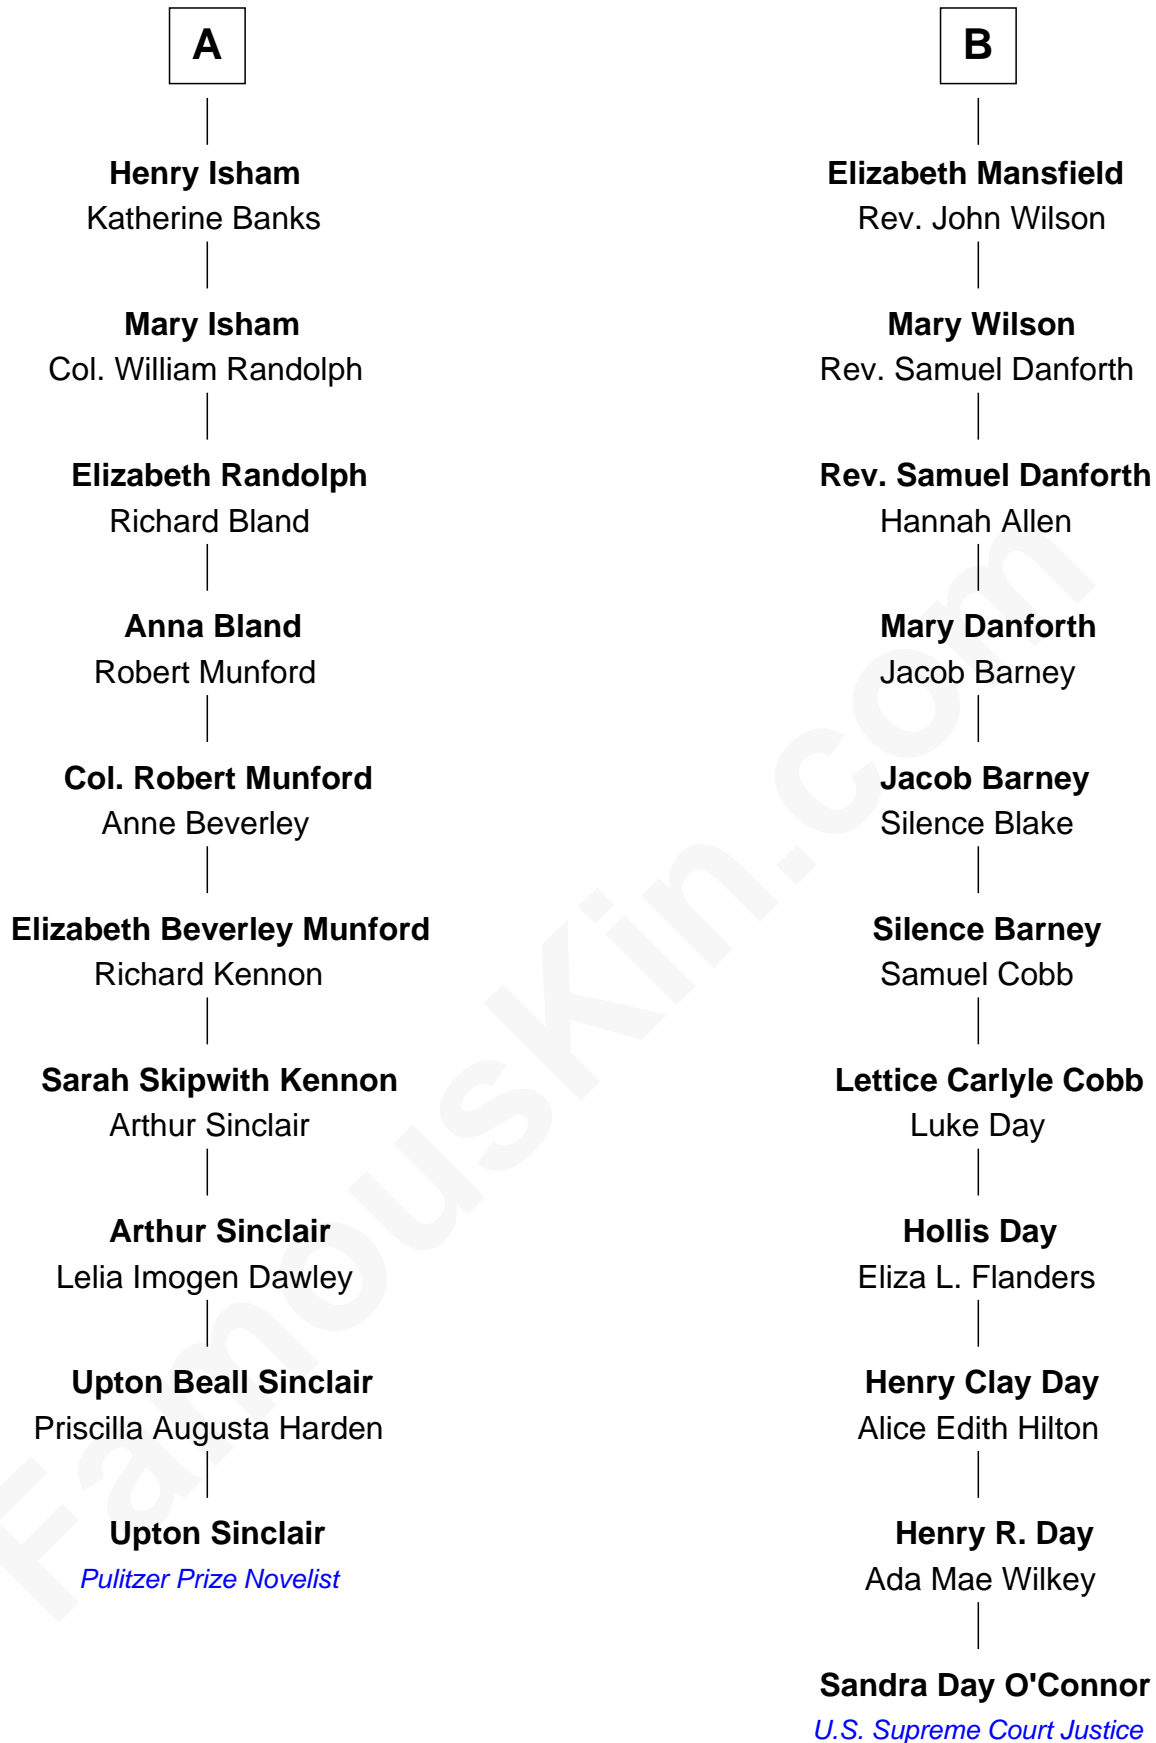 A
Henry Isham
Katherine Banks
Mary Isham
Col. William Randolph
Elizabeth Randolph
Richard Bland
Anna Bland
Robert Munford
Col. Robert Munford
Anne Beverley
Elizabeth Beverley Munford
Richard Kennon
Sarah Skipwith Kennon
Arthur Sinclair
Arthur Sinclair
Lelia Imogen Dawley
Upton Beall Sinclair
Priscilla Augusta Harden
Upton Sinclair
Pulitzer Prize Novelist
B
Elizabeth Mansfield
Rev. John Wilson
Mary Wilson
Rev. Samuel Danforth
Rev. Samuel Danforth
Hannah Allen
Mary Danforth
Jacob Barney
Jacob Barney
Silence Blake
Silence Barney
Samuel Cobb
Lettice Carlyle Cobb
Luke Day
Hollis Day
Eliza L. Flanders
Henry Clay Day
Alice Edith Hilton
Henry R. Day
Ada Mae Wilkey
Sandra Day O'Connor
U.S. Supreme Court Justice
FamousKin.com